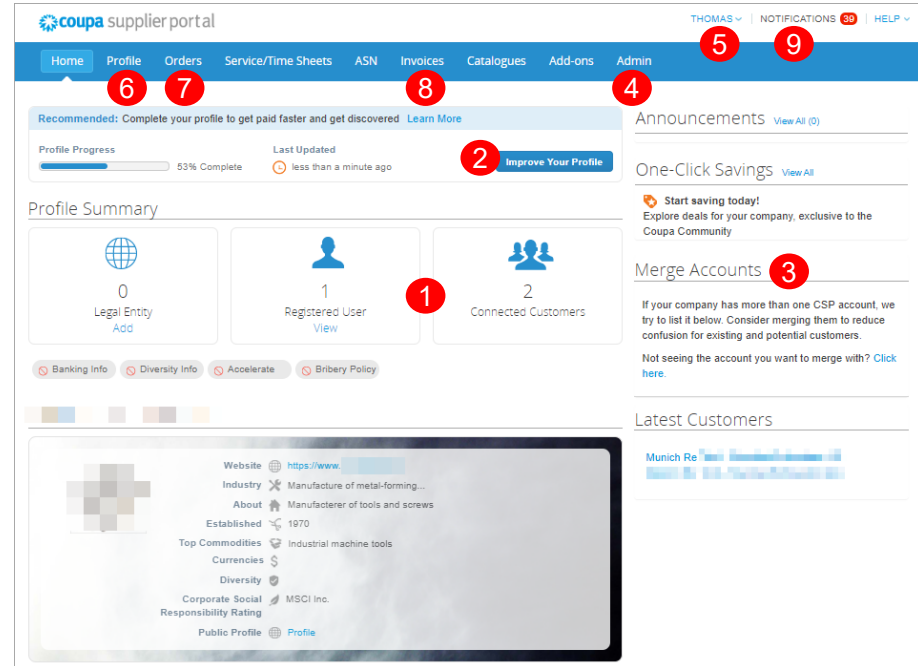 coupa supplier portal
THOMAS NOTIFICATIONS 39 HELP
5 9
Home Profile Orders Service/Time Sheets ASN Invoices Catalogues Add-ons Admin
6 7 8 4
Recommended: Complete your profile to get paid faster and get discovered Learn More
Profile Progress Last Updated
53% Complete less than a minute ago
2 Improve Your Profile
Profile Summary
0 1 2
Legal Entity Registered User Connected Customers
Add View
1
Banking Info Diversity Info Accelerate Bribery Policy
Website https://www.
Industry Manufacture of metal-forming...
About Manufacterer of tools and screws
Established 1970
Top Commodities Industrial machine tools
Currencies
Diversity
Corporate Social MSCI Inc.
Responsibility Rating
Public Profile Profile
Announcements View All (0)
One-Click Savings View All
Start saving today!
Explore deals for your company, exclusive to the
Coupa Community
Merge Accounts 3
If your company has more than one CSP account, we
try to list it below. Consider merging them to reduce
confusion for existing and potential customers.
Not seeing the account you want to merge with? Click
here.
Latest Customers
Munich Re